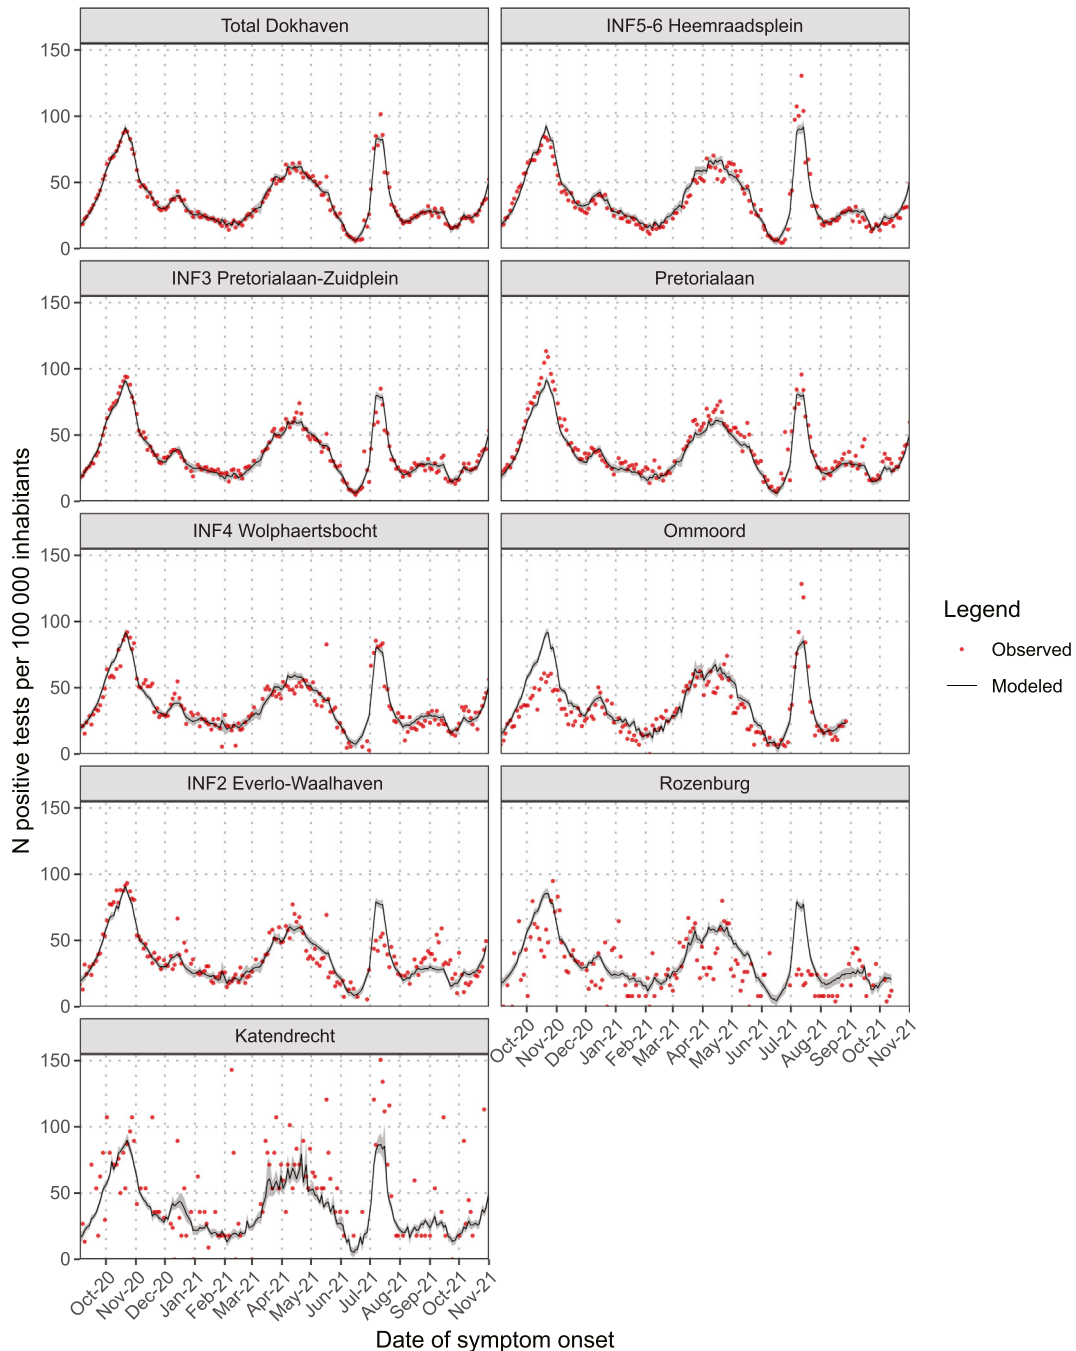 Total Dokhaven
INF5-6 Heemraadsplein
150
100
50
0
INF3 Pretorialaan-Zuidplein
Pretorialaan
150
100
50
0
INF4 Wolphaertsbocht
Ommoord
150
100
50
0
INF2 Everlo-Waalhaven
Rozenburg
150
100
50
0
Oct-20 Nov-20 Dec-20 Jan-21 Feb-21 Mar-21 Apr-21 May-21 Jun-21 Jul-21 Aug-21 Sep-21 Oct-21 Nov-21
Katendrecht
150
100
50
0
Oct-20 Nov-20 Dec-20 Jan-21 Feb-21 Mar-21 Apr-21 May-21 Jun-21 Jul-21 Aug-21 Sep-21 Oct-21 Nov-21
Date of symptom onset
N positive tests per 100 000 inhabitants
Legend
Observed
Modeled